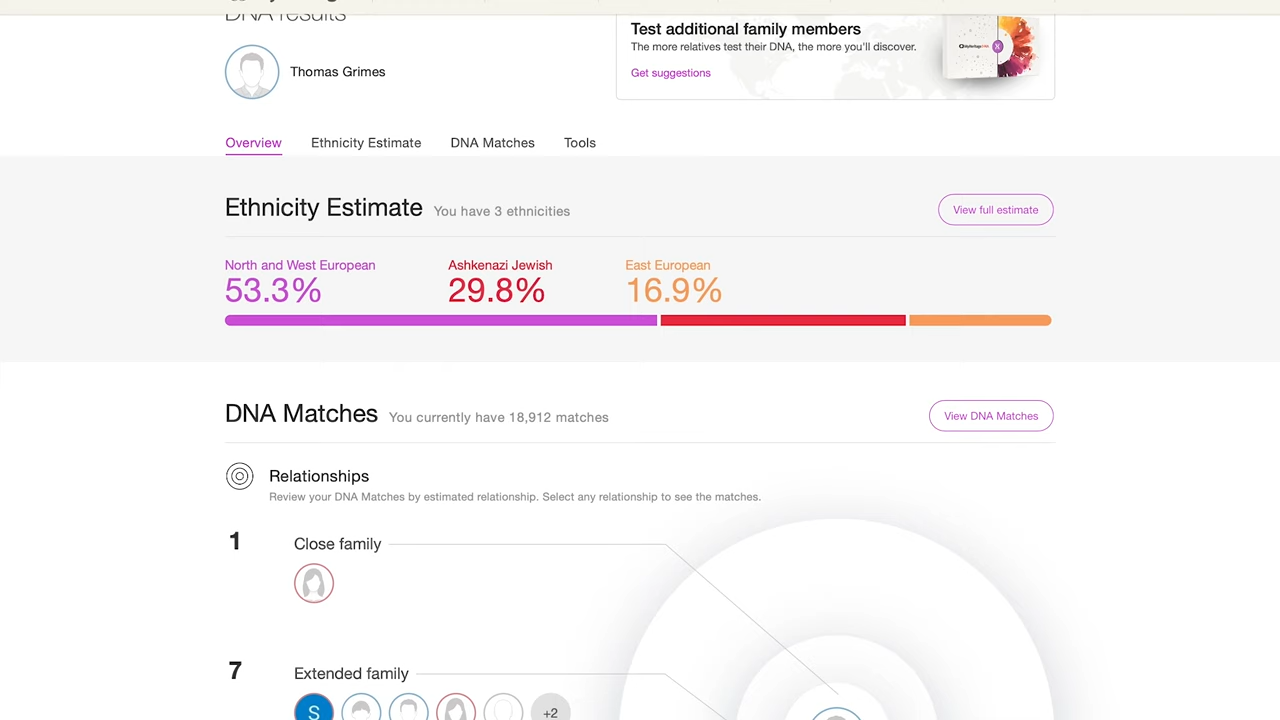 DNA results
Test additional family members
The more relatives test their DNA, the more you'll discover.
Get suggestions
Thomas Grimes
Overview
Ethnicity Estimate
DNA Matches
Tools
Ethnicity Estimate You have 3 ethnicities
View full estimate
North and West European
53.3%
Ashkenazi Jewish
29.8%
East European
16.9%
DNA Matches You currently have 18,912 matches
View DNA Matches
Relationships
Review your DNA Matches by estimated relationship. Select any relationship to see the matches.
1 Close family
7 Extended family
S
+2